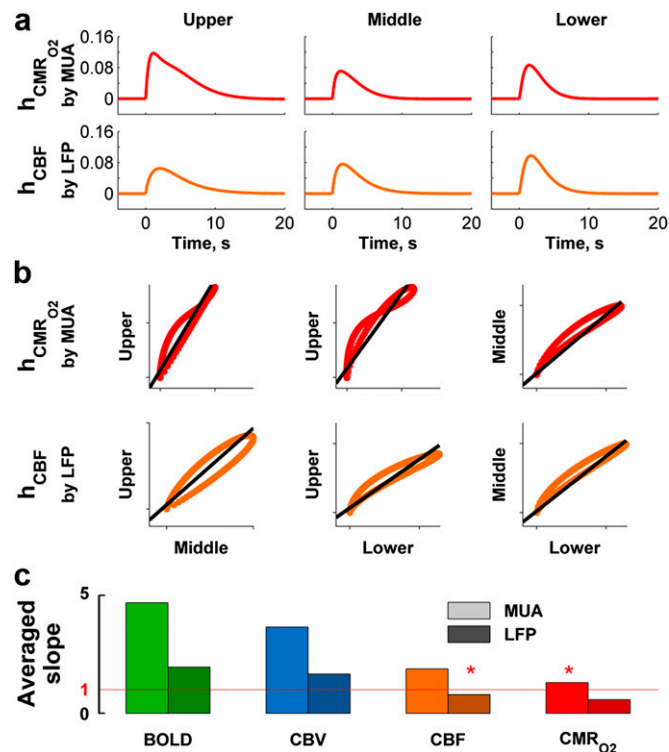 a
Upper Middle Lower
hCMRO2 by MUA
0.16
0.08
0
hCBF by LFP
0.16
0.08
0
0 10 20 0 10 20 0 10 20
Time, s Time, s Time, s
b
hCMRO2 by MUA
Upper Upper Middle
hCBF by LFP
Upper Upper Middle
Middle Lower Lower
c
Averaged slope
5
1
0
MUA
LFP
* *
BOLD CBV CBF CMRO2